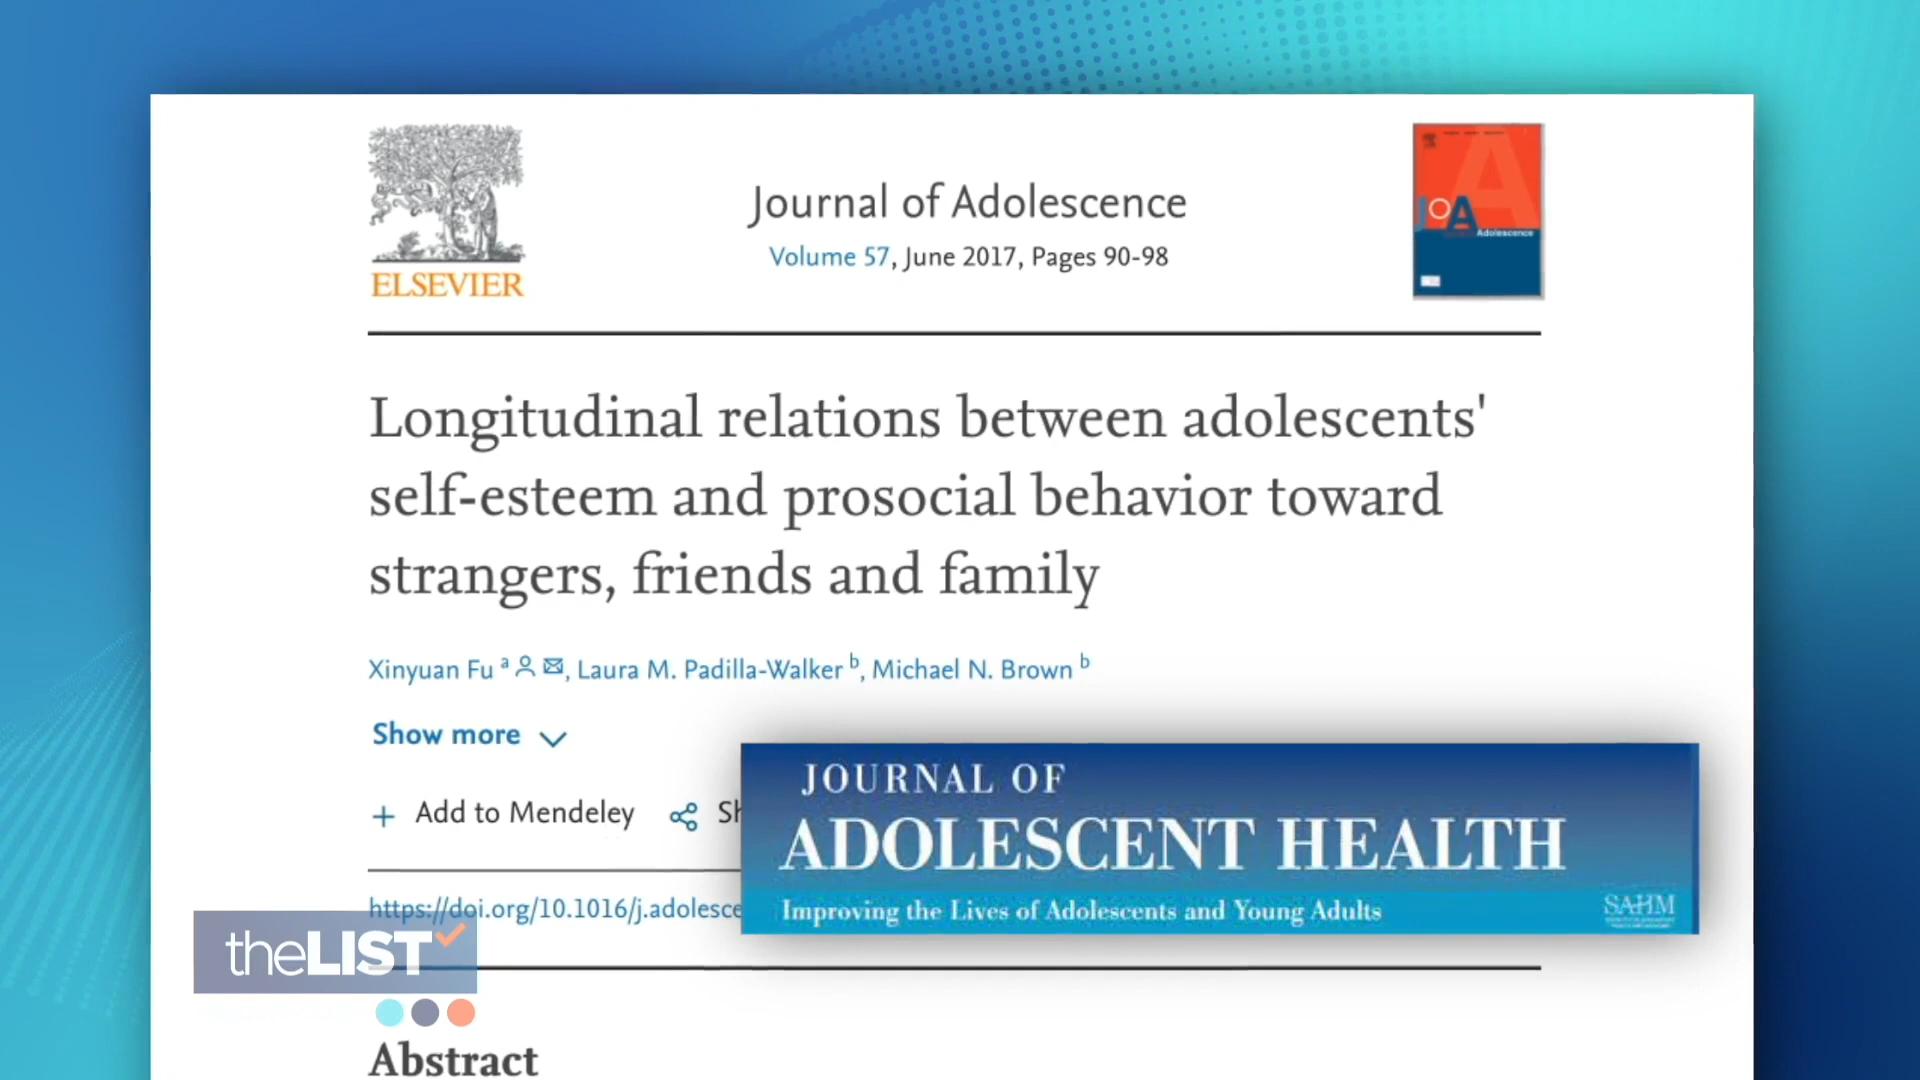 ELSEVIER
Journal of Adolescence
Volume 57, June 2017, Pages 90-98
JOA
Adolescence
Longitudinal relations between adolescents'
self-esteem and prosocial behavior toward
strangers, friends and family
Xinyuan Fu a, Laura M. Padilla-Walker b, Michael N. Brown b
Show more
+ Add to Mendeley Sh
JOURNAL OF
ADOLESCENT HEALTH
Improving the Lives of Adolescents and Young Adults
SAHM
https://doi.org/10.1016/j.adolesce
theLIST
Abstract